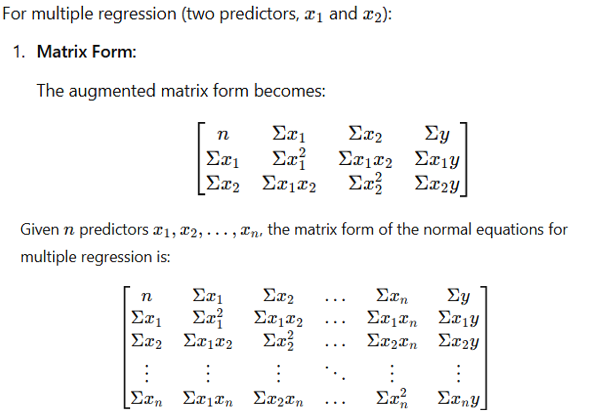 For multiple regression (two predictors, x₁ and x₂):
1. Matrix Form:
The augmented matrix form becomes:
n Σx₁ Σx₂ Σy
Σx₁ Σx₁² Σx₁x₂ Σx₁y
Σx₂ Σx₁x₂ Σx₂² Σx₂y
Given n predictors x₁, x₂, . . . , xₙ, the matrix form of the normal equations for
multiple regression is:
n Σx₁ Σx₂ … Σxₙ Σy
Σx₁ Σx₁² Σx₁x₂ … Σx₁xₙ Σx₁y
Σx₂ Σx₁x₂ Σx₂² … Σx₂xₙ Σx₂y
⋮ ⋮ ⋮ ⋱ ⋮ ⋮
Σxₙ Σx₁xₙ Σx₂xₙ … Σxₙ² Σxₙy